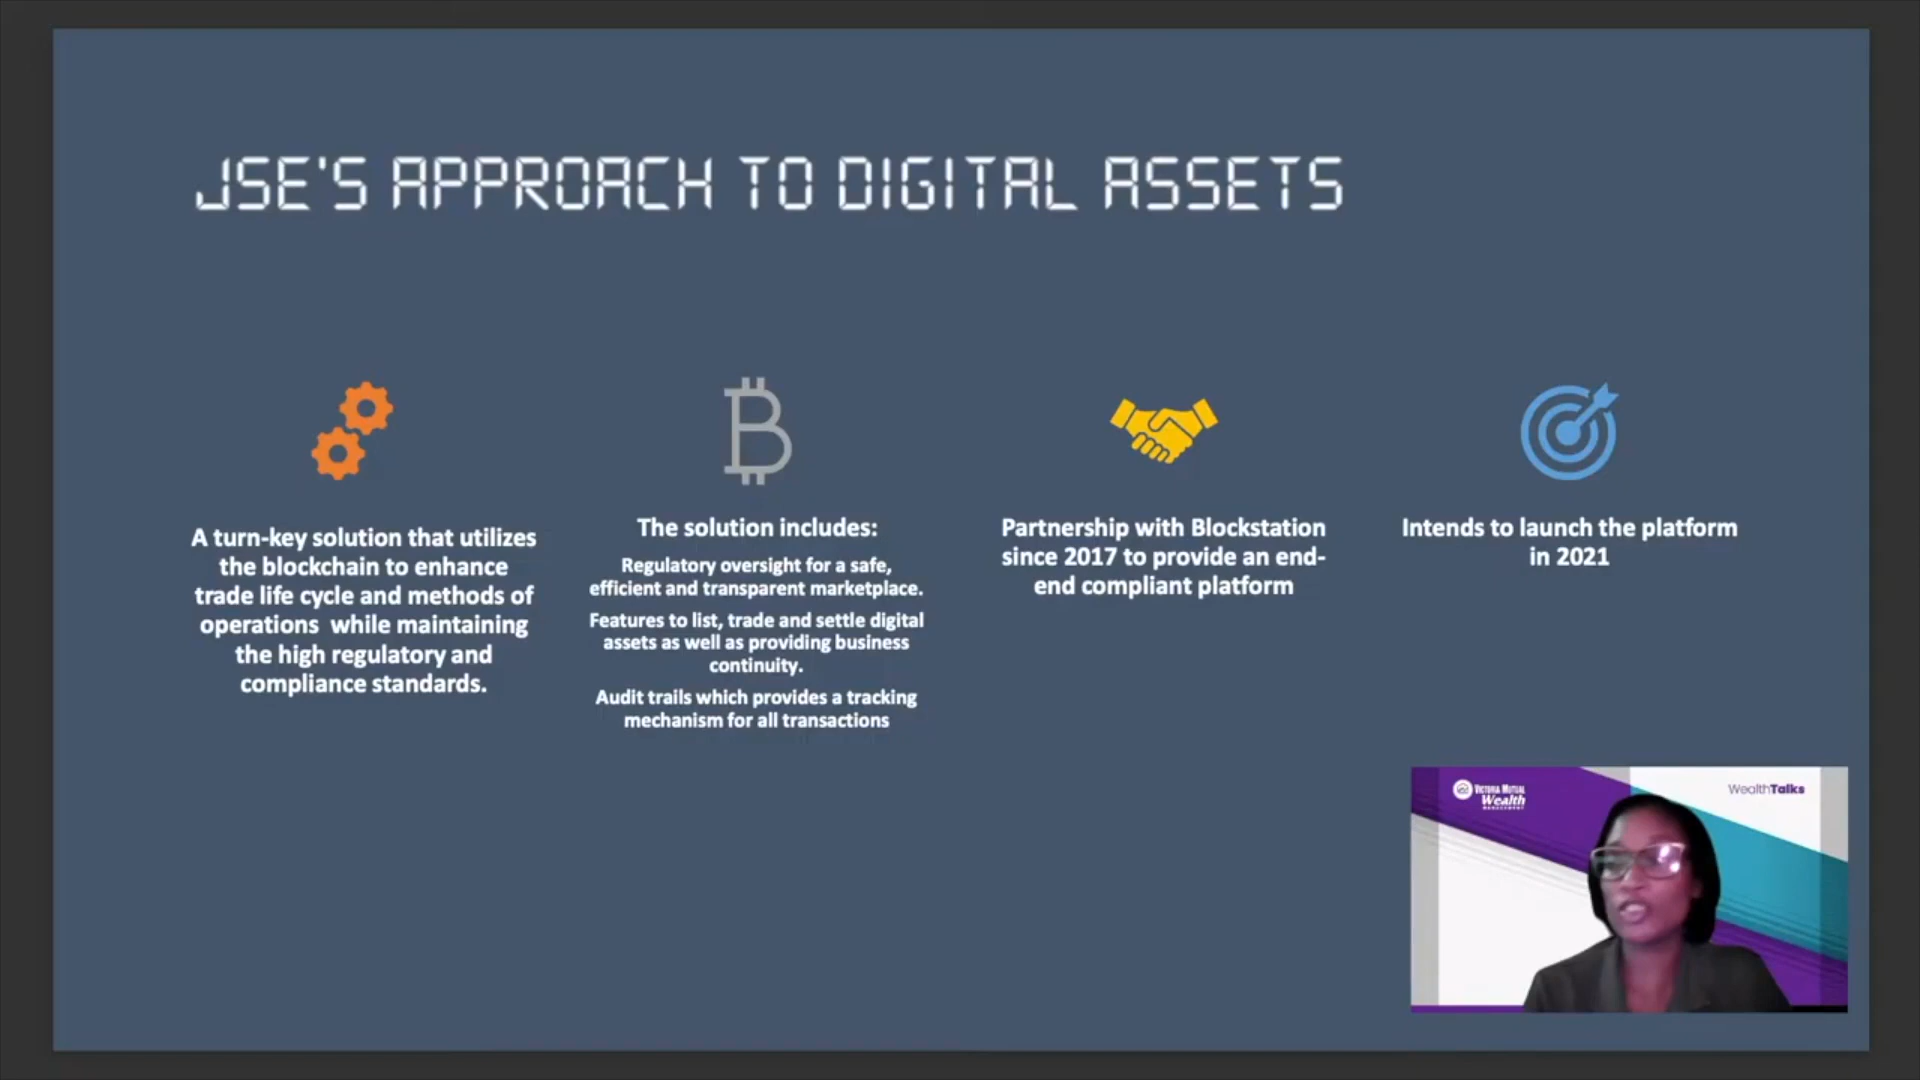 JSE'S APPROACH TO DIGITAL ASSETS
A turn-key solution that utilizes
the blockchain to enhance
trade life cycle and methods of
operations while maintaining
the high regulatory and
compliance standards.
The solution includes:
Regulatory oversight for a safe,
efficient and transparent marketplace.
Features to list, trade and settle digital
assets as well as providing business
continuity.
Audit trails which provides a tracking
mechanism for all transactions
Partnership with Blockstation
since 2017 to provide an end-
end compliant platform
Intends to launch the platform
in 2021
VICTORIA MUTUAL
Wealth
MANAGEMENT
WealthTalks